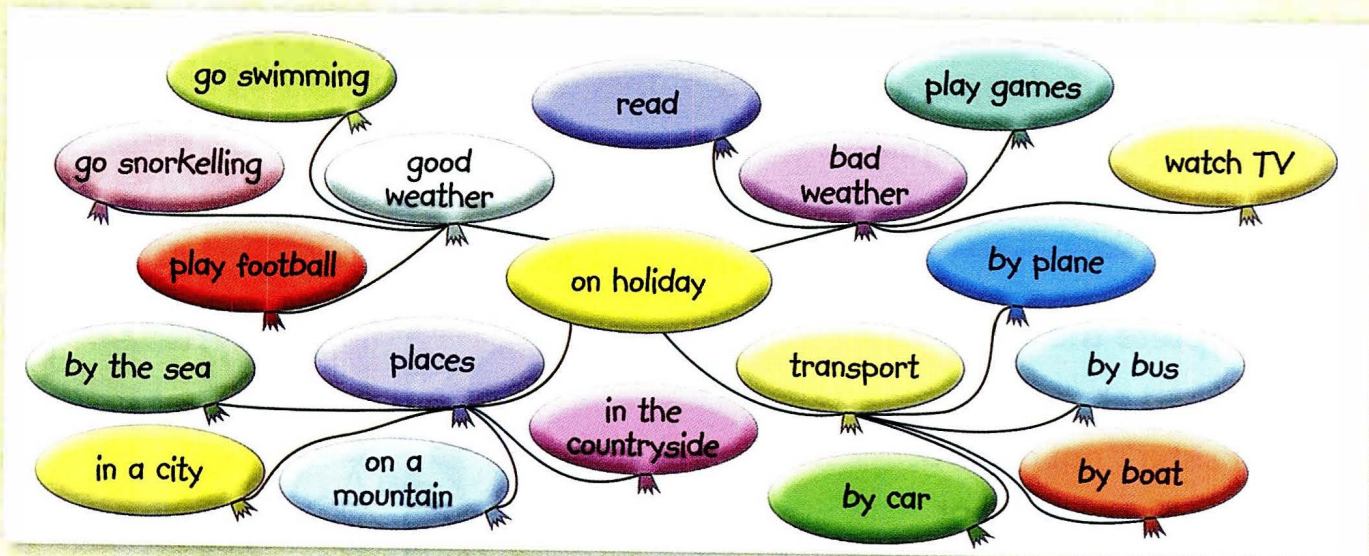 go swimming
go snorkelling
good
weather
play football
read
play games
bad
weather
watch TV
on holiday
by plane
by the sea
places
in a city
on a
mountain
in the
countryside
transport
by bus
by car
by boat